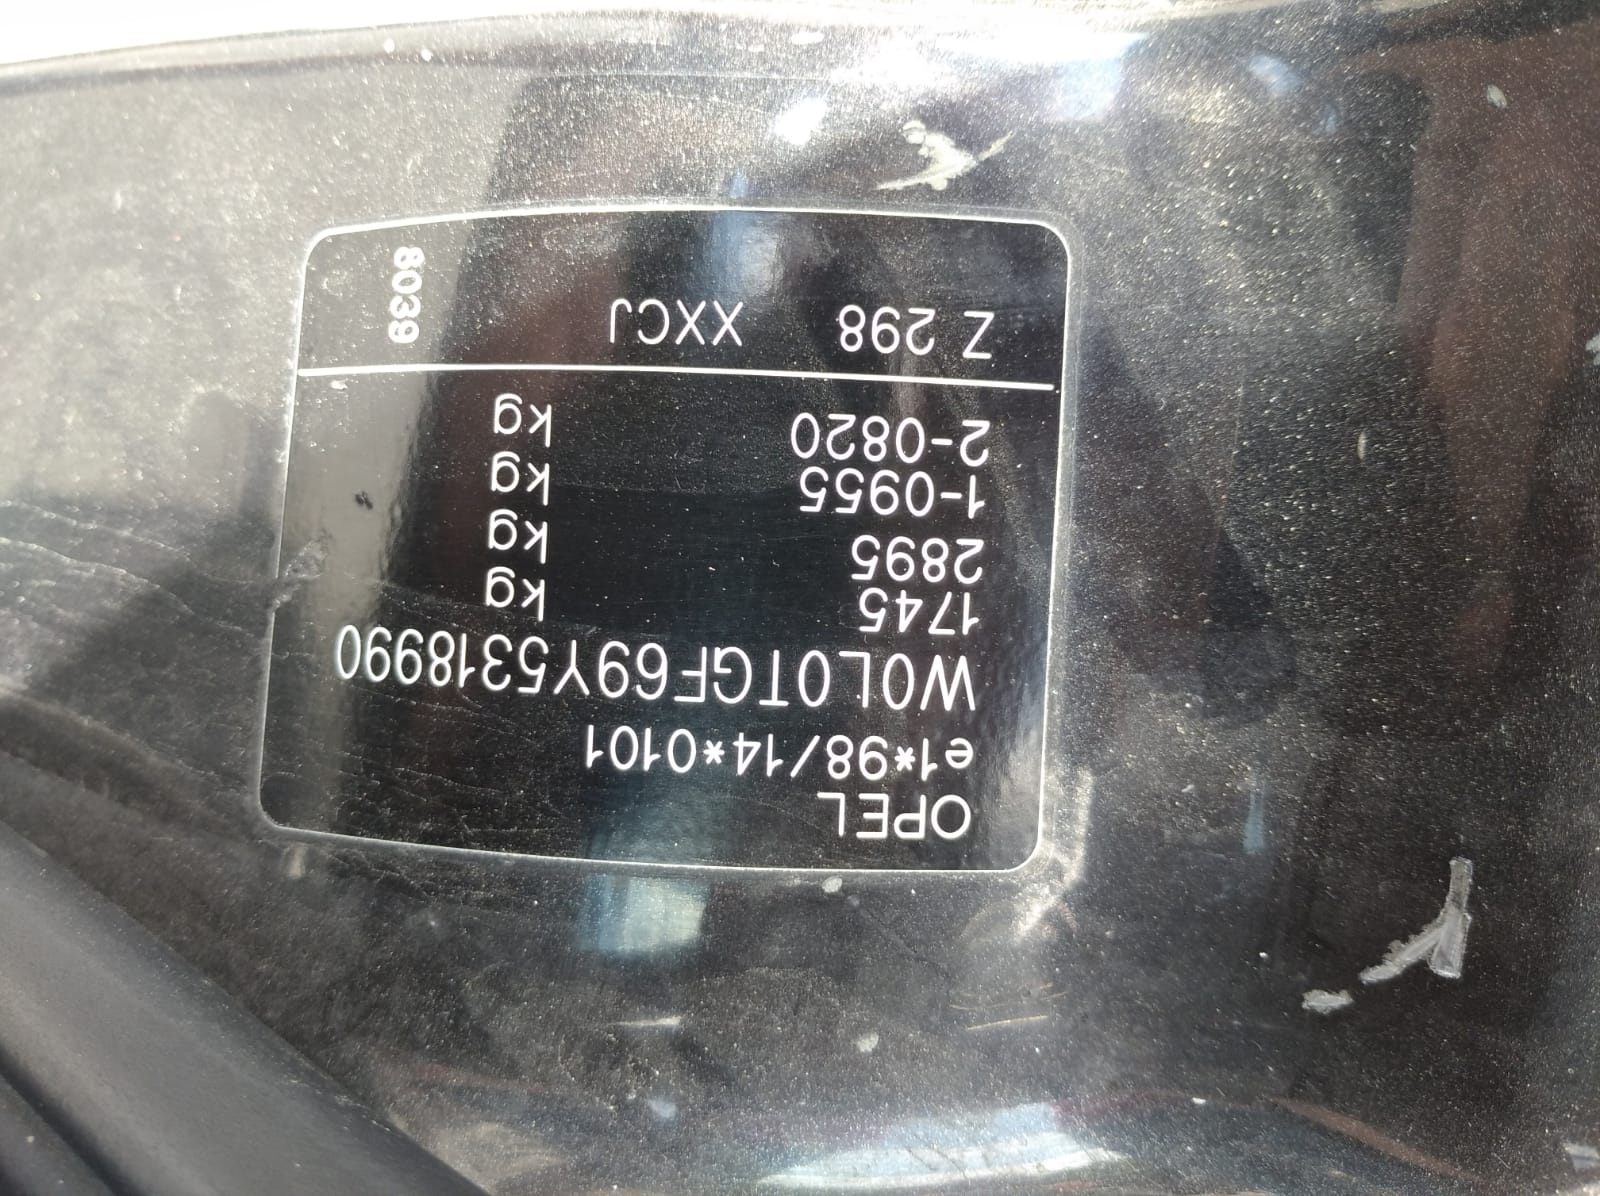 OPEL
e1*98/14*0101
W0L0TGF69Y5318990
1745 kg
2895 kg
1-0955 kg
2-0820 kg
Z 298 XXCJ
8039